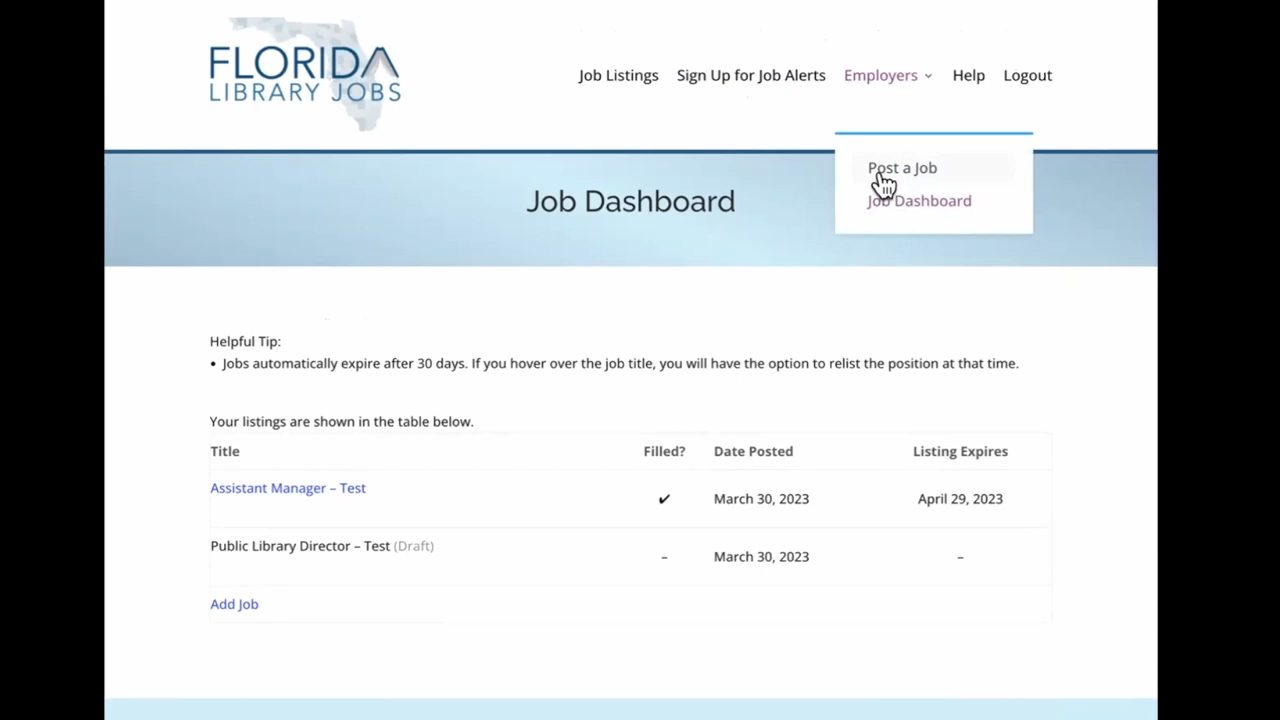 FLORIDA
LIBRARY JOBS
Job Listings Sign Up for Job Alerts Employers Help Logout
Post a Job
Job Dashboard
Job Dashboard
Helpful Tip:
• Jobs automatically expire after 30 days. If you hover over the job title, you will have the option to relist the position at that time.
Your listings are shown in the table below.
Title Filled? Date Posted Listing Expires
Assistant Manager – Test ✔ March 30, 2023 April 29, 2023
Public Library Director – Test (Draft) – March 30, 2023 –
Add Job